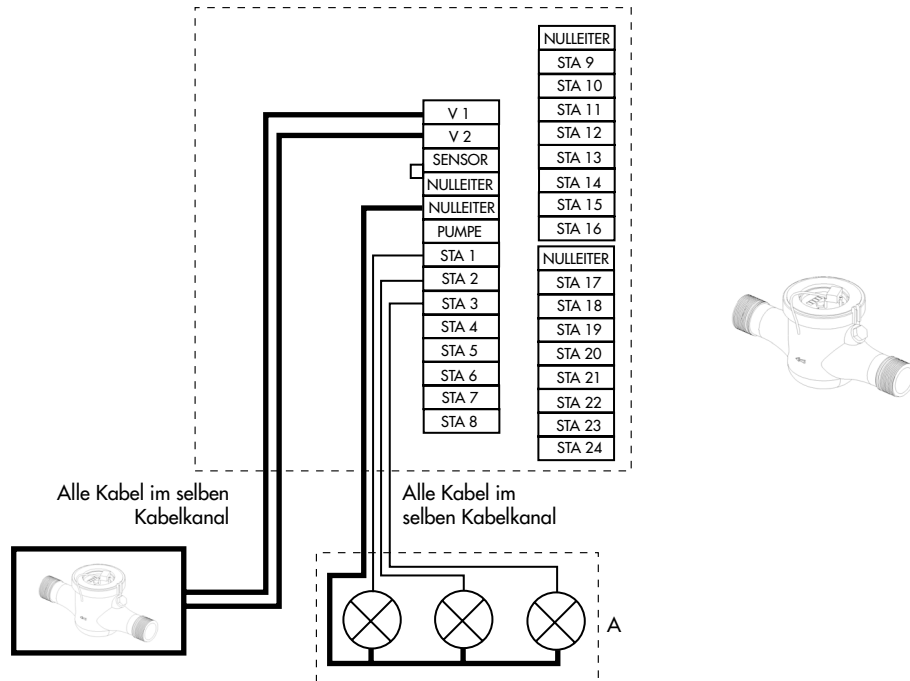 V 1
V 2
SENSOR
NULLEITER
NULLEITER
PUMPE
STA 1
STA 2
STA 3
STA 4
STA 5
STA 6
STA 7
STA 8
NULLEITER
STA 9
STA 10
STA 11
STA 12
STA 13
STA 14
STA 15
STA 16
NULLEITER
STA 17
STA 18
STA 19
STA 20
STA 21
STA 22
STA 23
STA 24
Alle Kabel im selben
Kabelkanal
Alle Kabel im
selben Kabelkanal
A